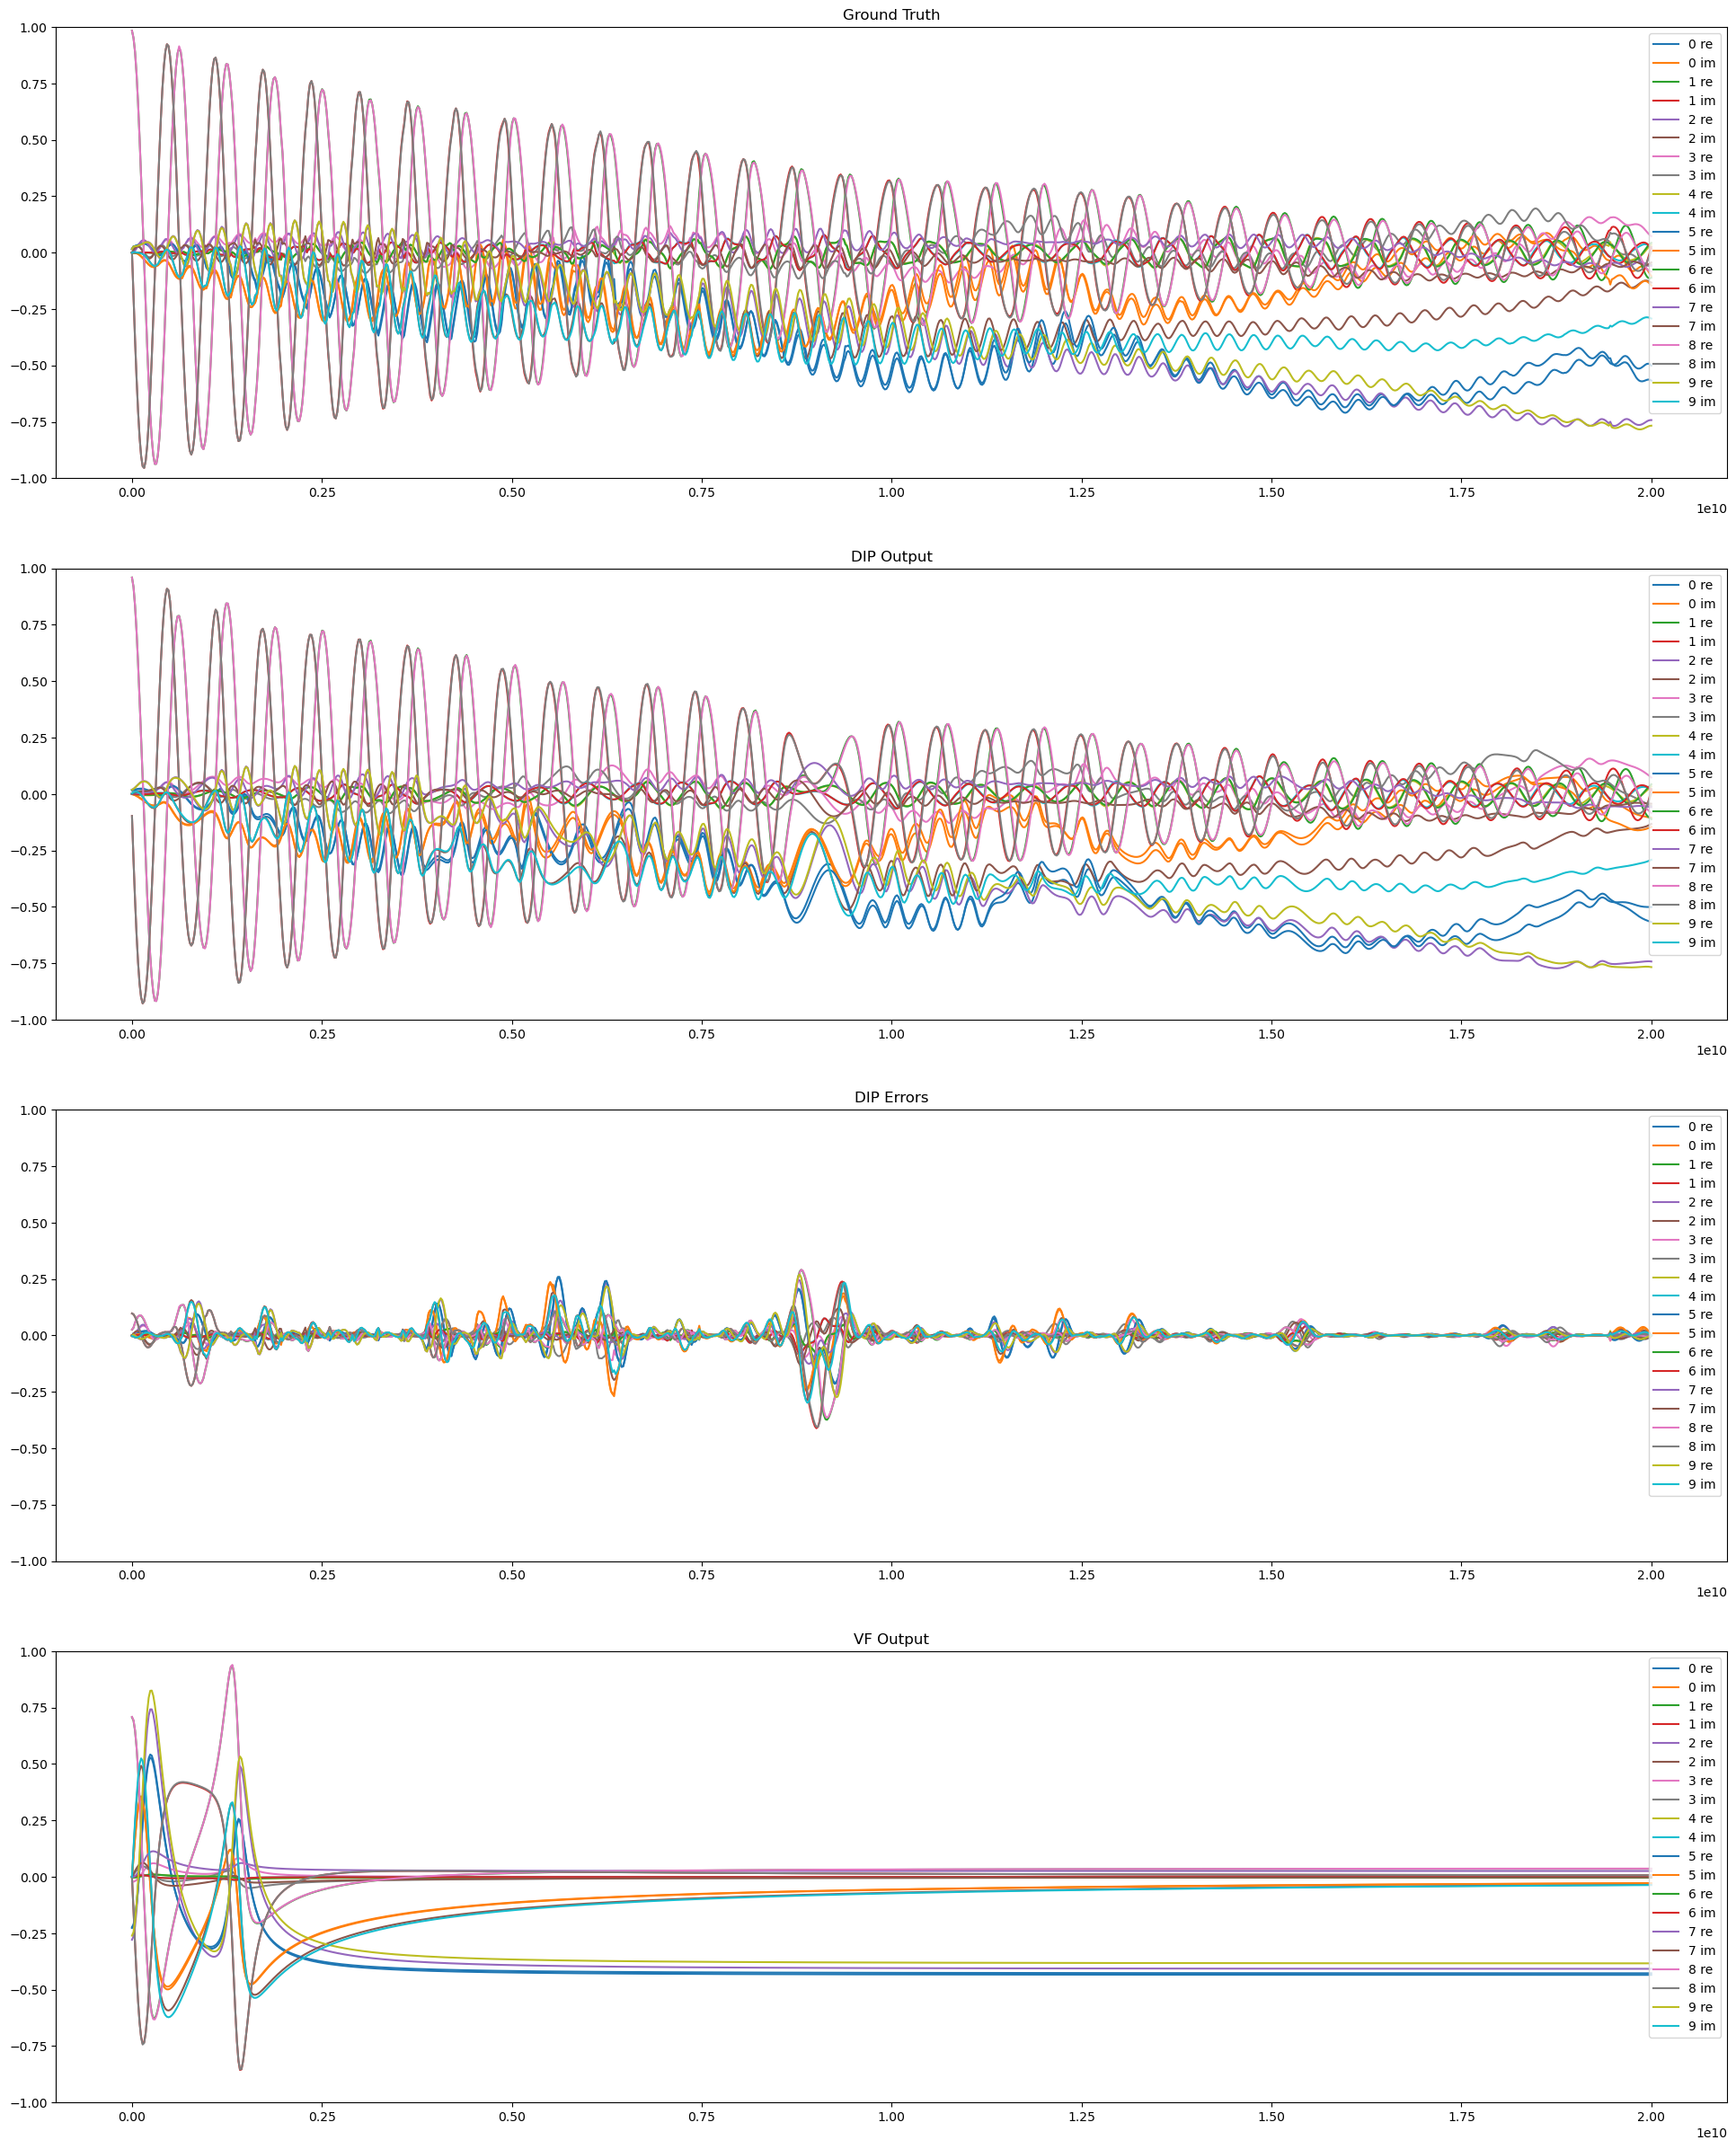 Ground Truth
1.00
0.75
0.50
0.25
0.00
−0.25
−0.50
−0.75
−1.00
0 re
0 im
1 re
1 im
2 re
2 im
3 re
3 im
4 re
4 im
5 re
5 im
6 re
6 im
7 re
7 im
8 re
8 im
9 re
9 im
0.00 0.25 0.50 0.75 1.00 1.25 1.50 1.75 2.00
1e10
DIP Output
1.00
0.75
0.50
0.25
0.00
−0.25
−0.50
−0.75
−1.00
0 re
0 im
1 re
1 im
2 re
2 im
3 re
3 im
4 re
4 im
5 re
5 im
6 re
6 im
7 re
7 im
8 re
8 im
9 re
9 im
0.00 0.25 0.50 0.75 1.00 1.25 1.50 1.75 2.00
1e10
DIP Errors
1.00
0.75
0.50
0.25
0.00
−0.25
−0.50
−0.75
−1.00
0 re
0 im
1 re
1 im
2 re
2 im
3 re
3 im
4 re
4 im
5 re
5 im
6 re
6 im
7 re
7 im
8 re
8 im
9 re
9 im
0.00 0.25 0.50 0.75 1.00 1.25 1.50 1.75 2.00
1e10
VF Output
1.00
0.75
0.50
0.25
0.00
−0.25
−0.50
−0.75
−1.00
0 re
0 im
1 re
1 im
2 re
2 im
3 re
3 im
4 re
4 im
5 re
5 im
6 re
6 im
7 re
7 im
8 re
8 im
9 re
9 im
0.00 0.25 0.50 0.75 1.00 1.25 1.50 1.75 2.00
1e10